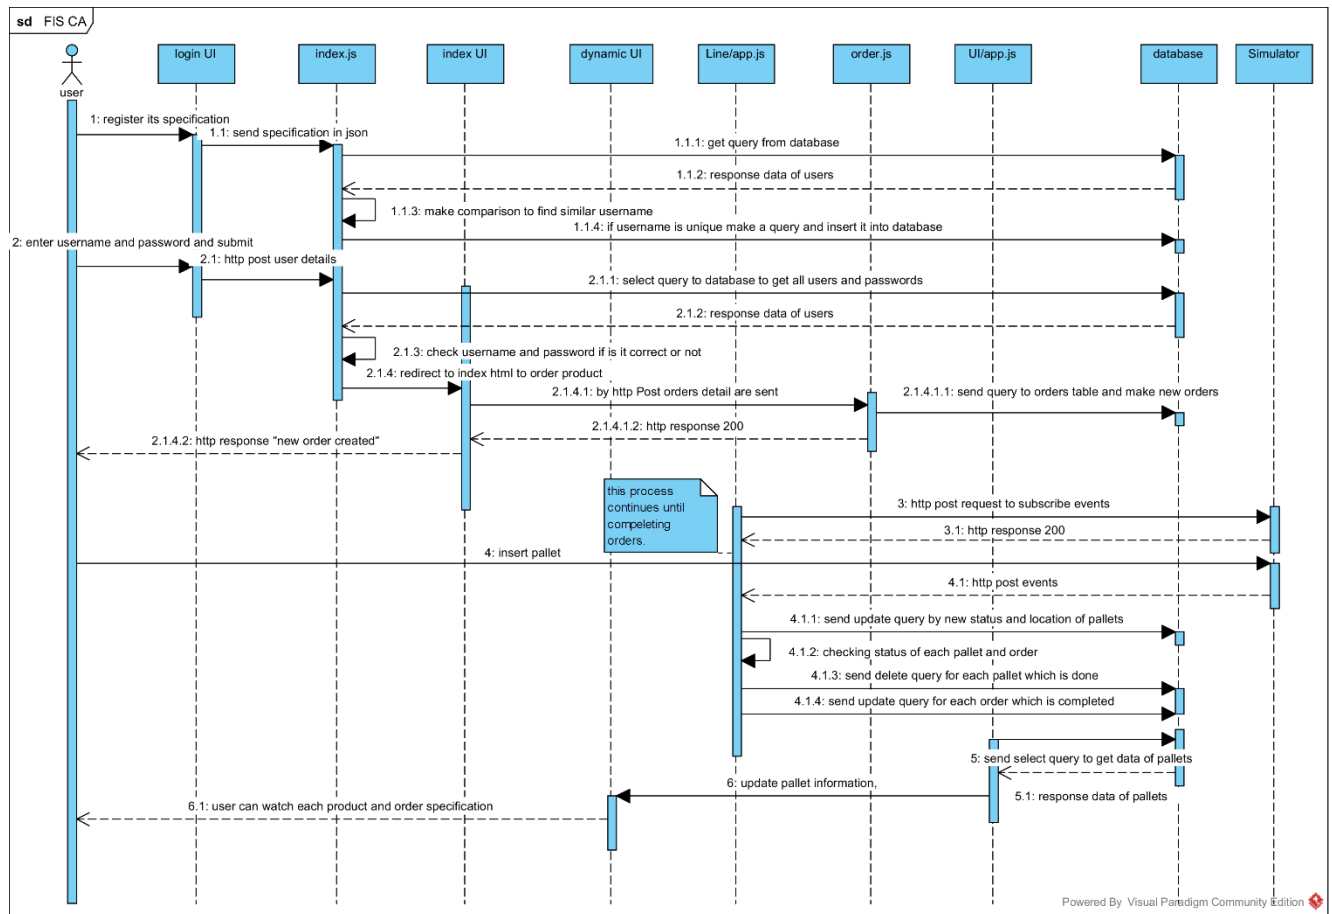 sd FIS CA
user
login UI
index.js
index UI
dynamic UI
Line/app.js
order.js
UI/app.js
database
Simulator
1: register its specification
1.1: send specification in json
1.1.1: get query from database
1.1.2: response data of users
1.1.3: make comparison to find similar username
1.1.4: if username is unique make a query and insert it into database
2: enter username and password and submit
2.1: http post user details
2.1.1: select query to database to get all users and passwords
2.1.2: response data of users
2.1.3: check username and password if is it correct or not
2.1.4: redirect to index html to order product
2.1.4.1: by http Post orders detail are sent
2.1.4.1.1: send query to orders table and make new orders
2.1.4.1.2: http response 200
2.1.4.2: http response "new order created"
this process
continues until
compeleting
orders.
3: http post request to subscribe events
3.1: http response 200
4: insert pallet
4.1: http post events
4.1.1: send update query by new status and location of pallets
4.1.2: checking status of each pallet and order
4.1.3: send delete query for each pallet which is done
4.1.4: send update query for each order which is completed
5: send select query to get data of pallets
6: update pallet information,
5.1: response data of pallets
6.1: user can watch each product and order specification
Powered By Visual Paradigm Community Edition